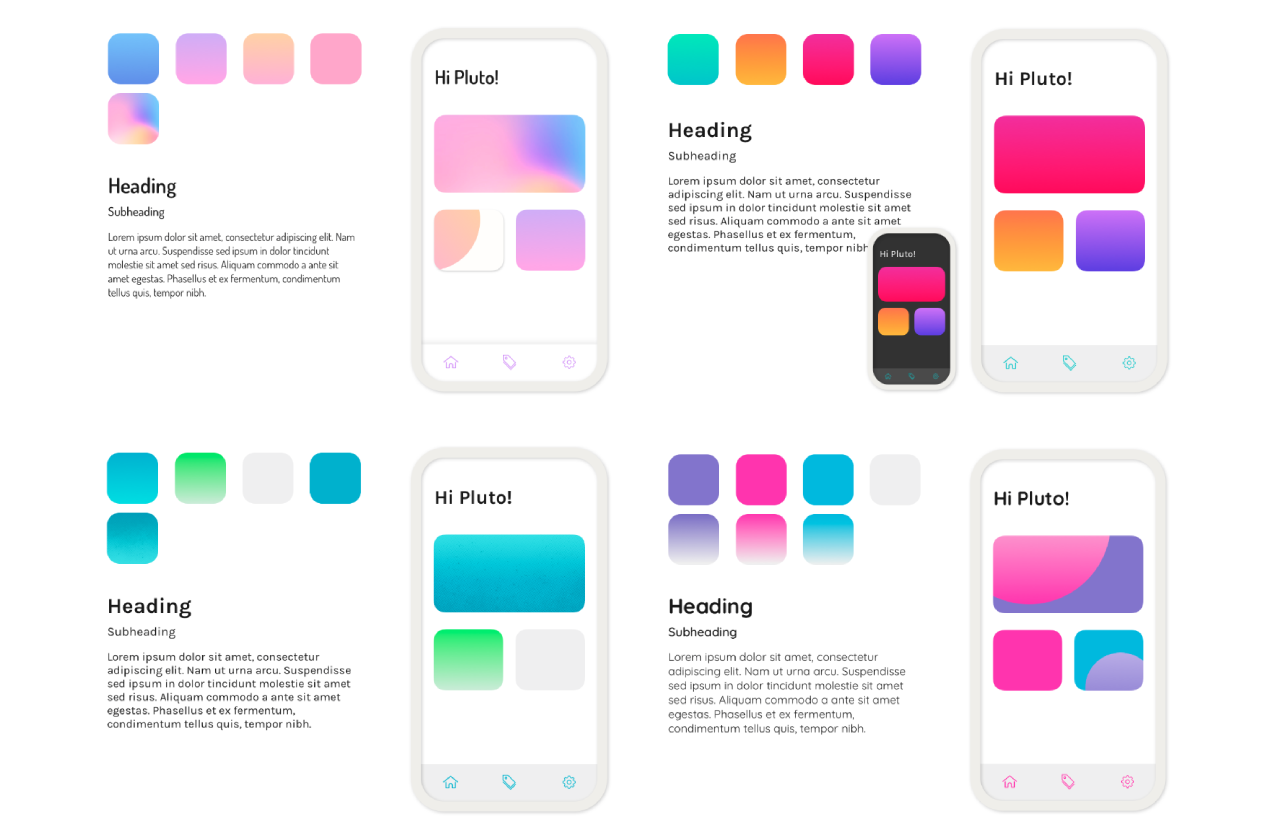 Hi Pluto!
Heading
Subheading
Lorem ipsum dolor sit amet, consectetur adipiscing elit. Nam
ut urna arcu. Suspendisse sed ipsum in dolor tincidunt
molestie sit amet sed risus. Aliquam commodo a ante sit
amet egestas. Phasellus et ex fermentum, condimentum
tellus quis, tempor nibh.
Hi Pluto!
Heading
Subheading
Lorem ipsum dolor sit amet, consectetur
adipiscing elit. Nam ut urna arcu. Suspendisse
sed ipsum in dolor tincidunt molestie sit amet
sed risus. Aliquam commodo a ante sit amet
egestas. Phasellus et ex fermentum,
condimentum tellus quis, tempor nibh
Hi Pluto!
Hi Pluto!
Heading
Subheading
Lorem ipsum dolor sit amet, consectetur
adipiscing elit. Nam ut urna arcu. Suspendisse
sed ipsum in dolor tincidunt molestie sit amet
sed risus. Aliquam commodo a ante sit amet
egestas. Phasellus et ex fermentum,
condimentum tellus quis, tempor nibh.
Hi Pluto!
Heading
Subheading
Lorem ipsum dolor sit amet, consectetur
adipiscing elit. Nam ut urna arcu. Suspendisse
sed ipsum in dolor tincidunt molestie sit amet
sed risus. Aliquam commodo a ante sit amet
egestas. Phasellus et ex fermentum,
condimentum tellus quis, tempor nibh.